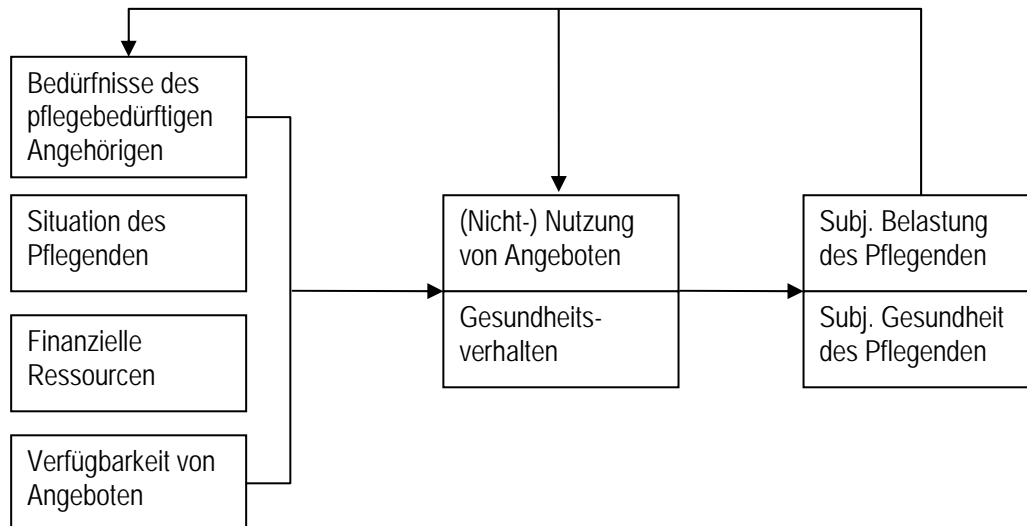 Bedürfnisse des
pflegebedürftigen
Angehörigen
Situation des
Pflegenden
Finanzielle
Ressourcen
Verfügbarkeit von
Angeboten
(Nicht-) Nutzung
von Angeboten
Gesundheits-
verhalten
Subj. Belastung
des Pflegenden
Subj. Gesundheit
des Pflegenden